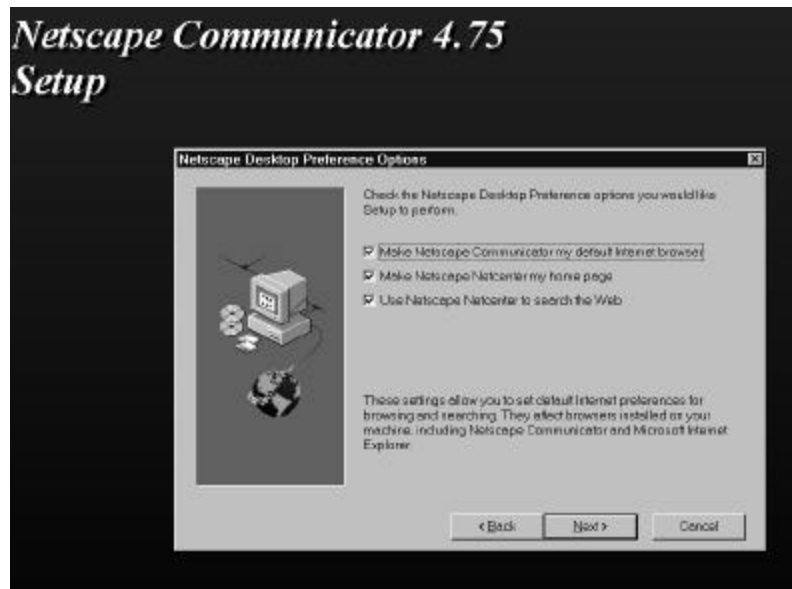 Netscape Communicator 4.75
Setup
Netscape Desktop Preference Options
Check the Netscape Desktop Preference options you would like
Setup to perform.
Make Netscape Communicator my default Internet browser
Make Netscape Netcenter my home page
Use Netscape Netcenter to search the Web
These settings allow you to set default Internet preferences for
browsing and searching. They affect browsers installed on your
machine, including Netscape Communicator and Microsoft Internet
Explorer.
< Back
Next >
Cancel